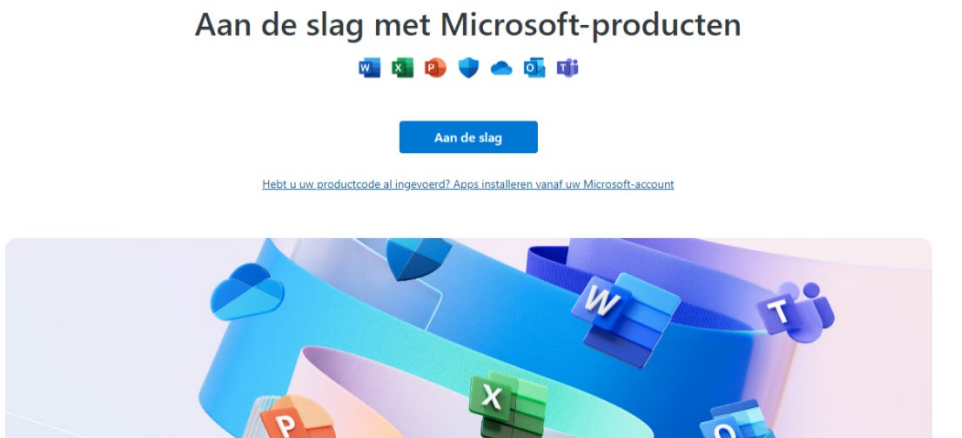 Aan de slag met Microsoft-producten
W X P O T
Aan de slag
Hebt u uw productcode al ingevoerd? Apps installeren vanaf uw Microsoft-account
W
T
X
P
O